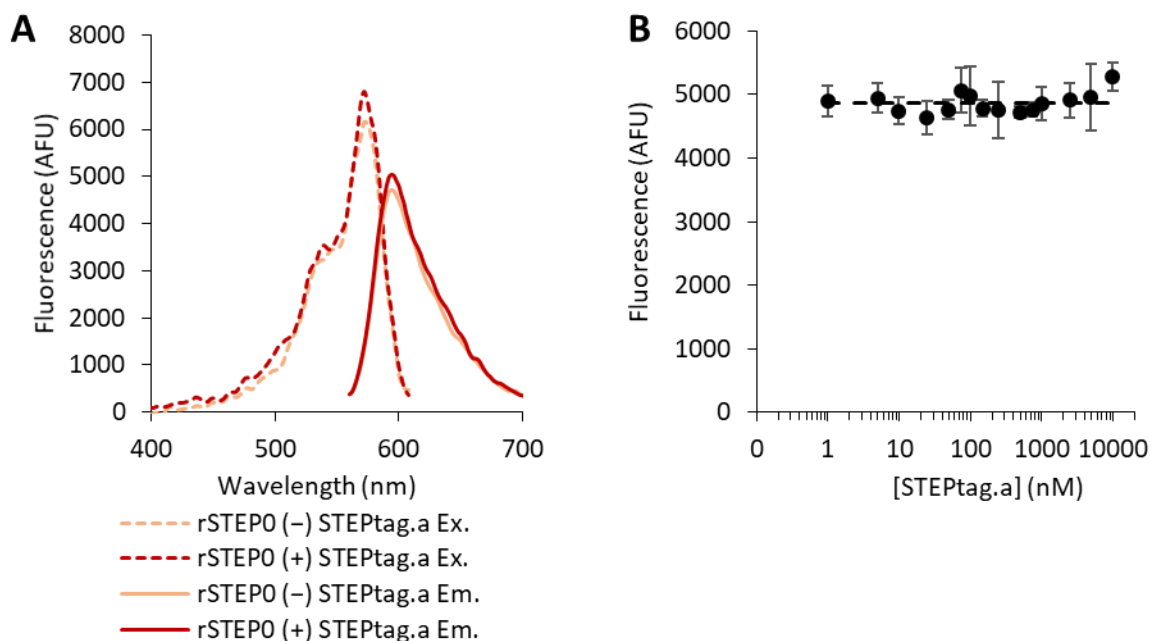 A
8000
7000
6000
5000
4000
3000
2000
1000
0
Fluorescence (AFU)
400 500 600 700
Wavelength (nm)
rSTEP0 (−) STEPtag.a Ex.
rSTEP0 (+) STEPtag.a Ex.
rSTEP0 (−) STEPtag.a Em.
rSTEP0 (+) STEPtag.a Em.
B
6000
5000
4000
3000
2000
1000
0
Fluorescence (AFU)
0 1 10 100 1000 10000
[STEPtag.a] (nM)